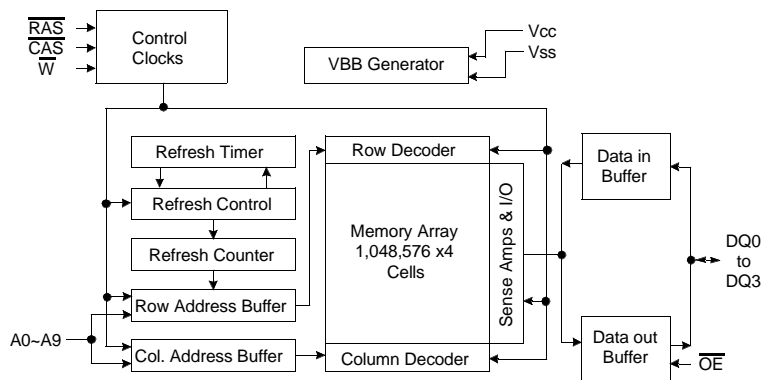 RAS
CAS
W
Control
Clocks
VBB Generator
Vcc
Vss
Refresh Timer
Refresh Control
Refresh Counter
Row Address Buffer
Col. Address Buffer
A0~A9
Row Decoder
Memory Array
1,048,576 x4
Cells
Column Decoder
Sense Amps & I/O
Data in
Buffer
Data out
Buffer
DQ0
to
DQ3
OE